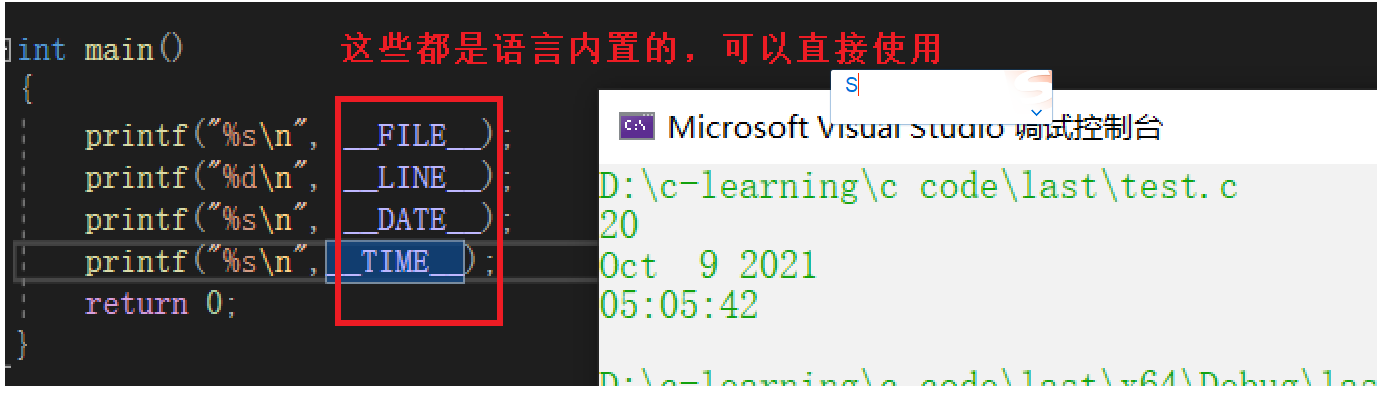 int main()
这些都是语言内置的，可以直接使用
{
printf("%s\n", __FILE__);
printf("%d\n", __LINE__);
printf("%s\n", __DATE__);
printf("%s\n", __TIME__);
return 0;
}
S
Microsoft Visual Studio 调试控制台
D:\c-learning\c code\last\test.c
20
Oct  9 2021
05:05:42
D:\c-learning\c code\last\x64\Debug\las